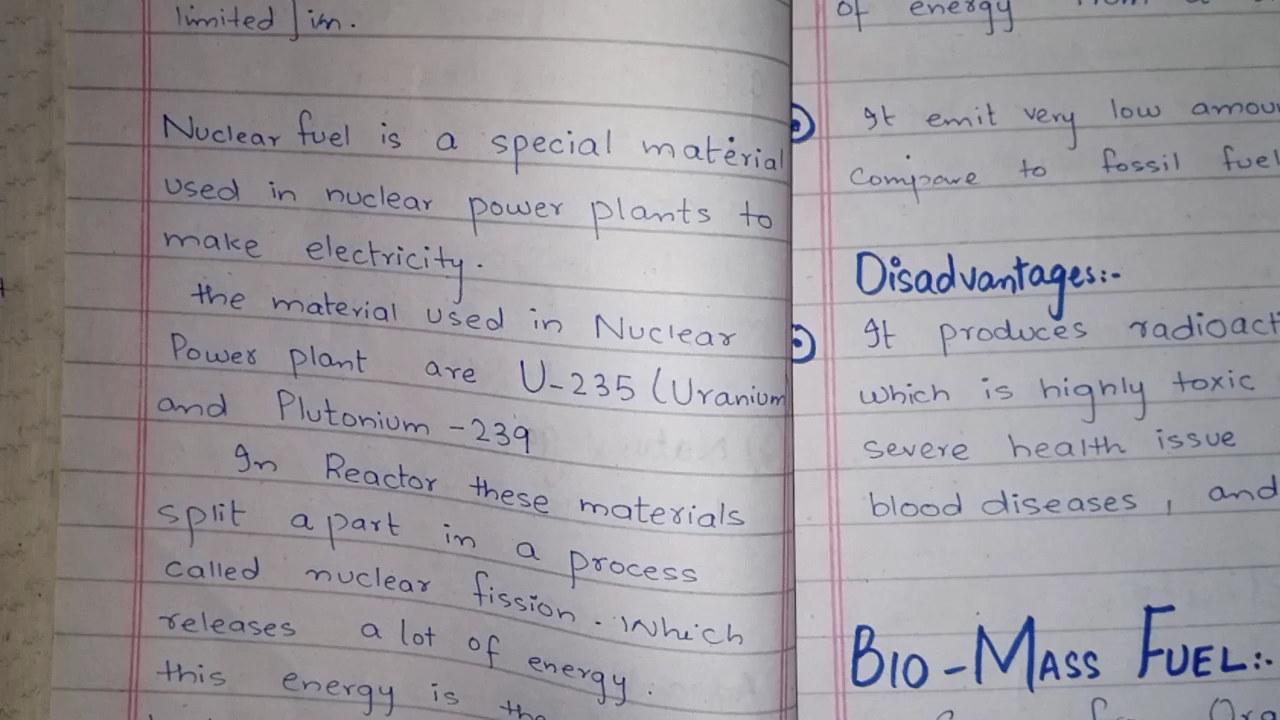 limited] in.
Nuclear fuel is a special material
used in nuclear power plants to
make electricity.
the material used in Nuclear
Power plant are U-235 (Uranium
and Plutonium -239
In Reactor these materials
split a part in a process
called nuclear fission. Which
releases a lot of energy.
this energy is the
of energy
It emit very low amou
compare to fossil fuel
Disadvantages:-
It produces radioact
which is highly toxic
severe health issue
blood diseases, and
BIO-MASS FUEL:-